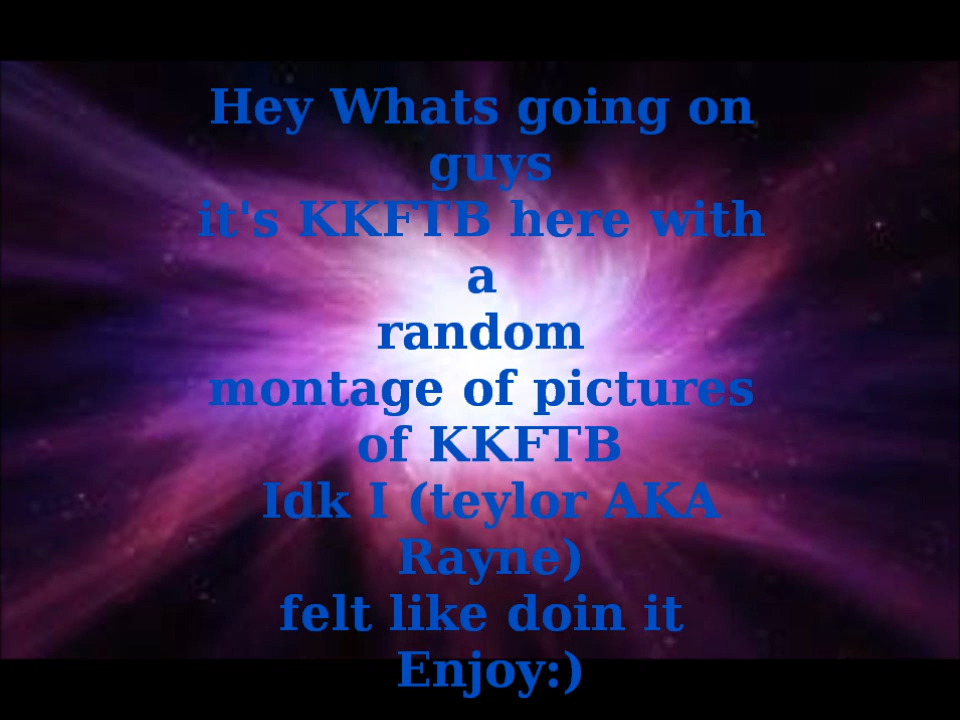 Hey Whats going on
guys
it's KKFTB here with
a
random
montage of pictures
of KKFTB
Idk I (teylor AKA
Rayne)
felt like doin it
Enjoy:)